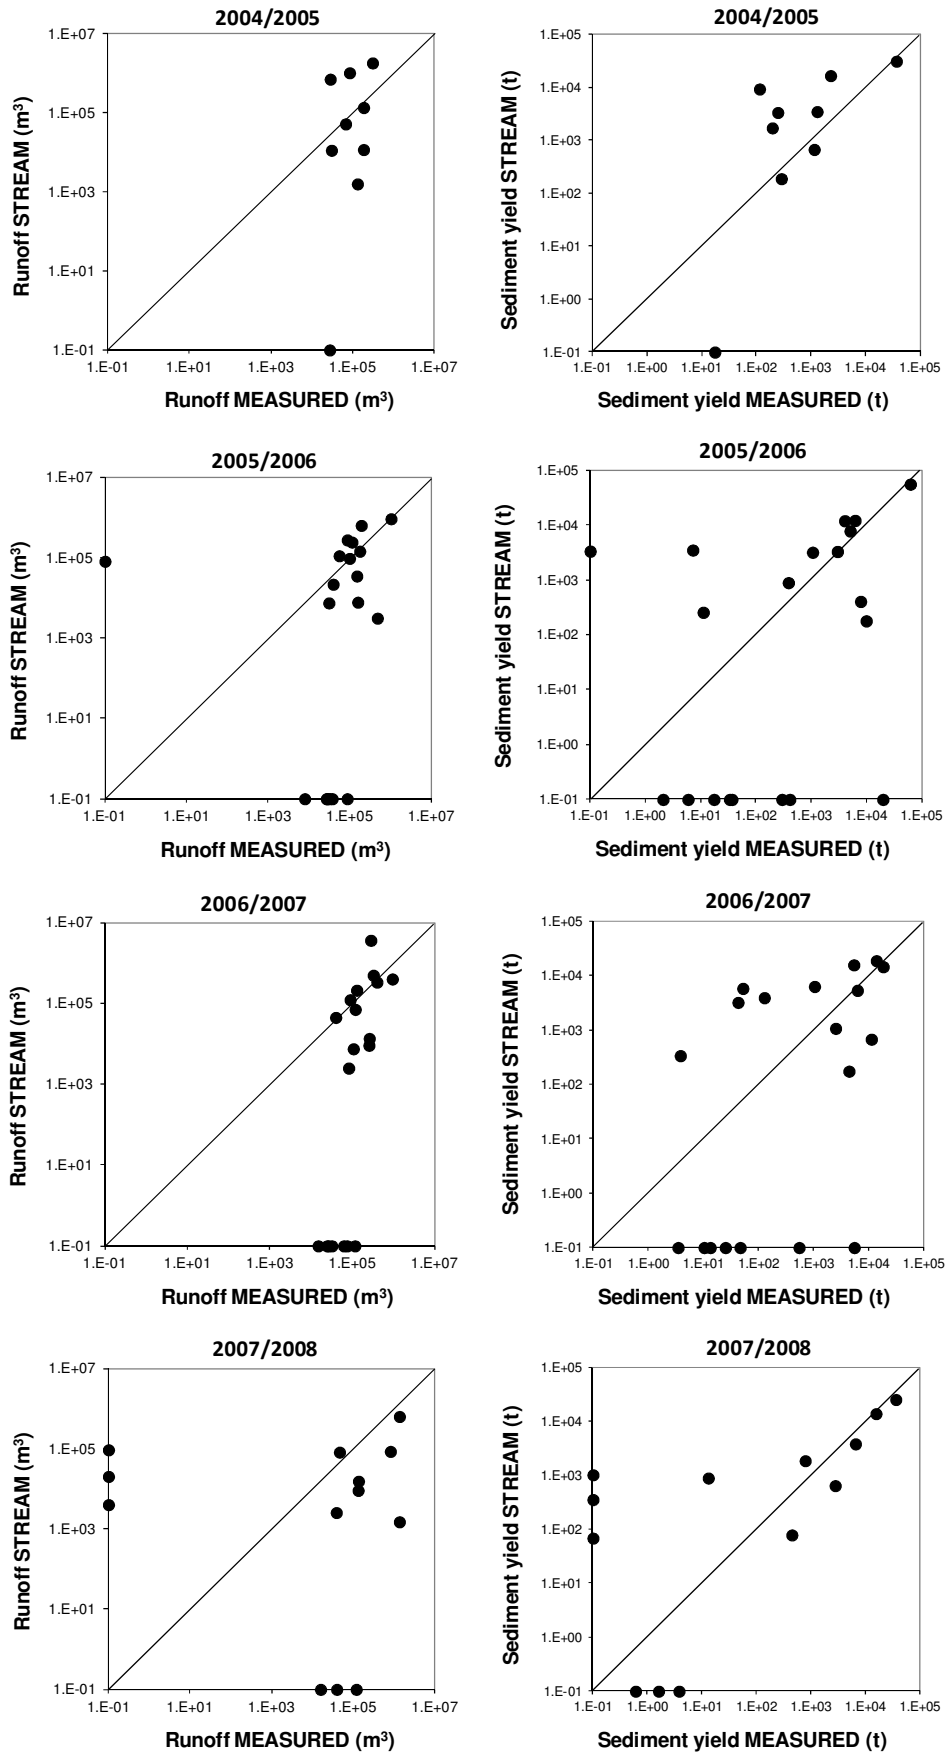 2004/2005
1.E+07
1.E+05
1.E+03
1.E+01
1.E-01
Runoff STREAM (m³)
1.E-01 1.E+01 1.E+03 1.E+05 1.E+07
Runoff MEASURED (m³)
2004/2005
1.E+05
1.E+04
1.E+03
1.E+02
1.E+01
1.E+00
1.E-01
Sediment yield STREAM (t)
1.E-01 1.E+00 1.E+01 1.E+02 1.E+03 1.E+04 1.E+05
Sediment yield MEASURED (t)
2005/2006
1.E+07
1.E+05
1.E+03
1.E+01
1.E-01
Runoff STREAM (m³)
1.E-01 1.E+01 1.E+03 1.E+05 1.E+07
Runoff MEASURED (m³)
2005/2006
1.E+05
1.E+04
1.E+03
1.E+02
1.E+01
1.E+00
1.E-01
Sediment yield STREAM (t)
1.E-01 1.E+00 1.E+01 1.E+02 1.E+03 1.E+04 1.E+05
Sediment yield MEASURED (t)
2006/2007
1.E+07
1.E+05
1.E+03
1.E+01
1.E-01
Runoff STREAM (m³)
1.E-01 1.E+01 1.E+03 1.E+05 1.E+07
Runoff MEASURED (m³)
2006/2007
1.E+05
1.E+04
1.E+03
1.E+02
1.E+01
1.E+00
1.E-01
Sediment yield STREAM (t)
1.E-01 1.E+00 1.E+01 1.E+02 1.E+03 1.E+04 1.E+05
Sediment yield MEASURED (t)
2007/2008
1.E+07
1.E+05
1.E+03
1.E+01
1.E-01
Runoff STREAM (m³)
1.E-01 1.E+01 1.E+03 1.E+05 1.E+07
Runoff MEASURED (m³)
2007/2008
1.E+05
1.E+04
1.E+03
1.E+02
1.E+01
1.E+00
1.E-01
Sediment yield STREAM (t)
1.E-01 1.E+00 1.E+01 1.E+02 1.E+03 1.E+04 1.E+05
Sediment yield MEASURED (t)